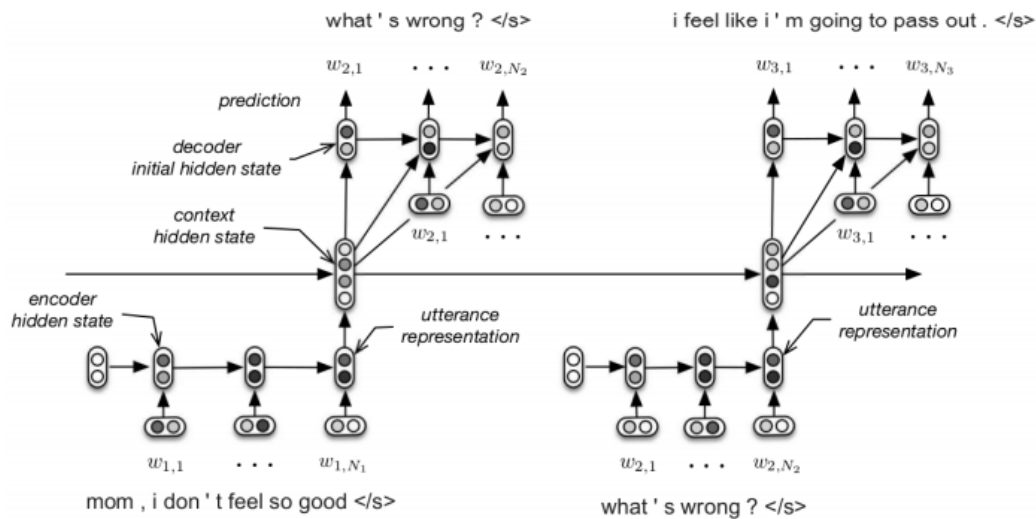 what ' s wrong ? </s>
i feel like i ' m going to pass out . </s>
w2,1 · · · w2,N2
w3,1 · · · w3,N3
prediction
decoder
initial hidden state
context
hidden state
w2,1 · · ·
w3,1 · · ·
encoder
hidden state
utterance
representation
utterance
representation
w1,1 · · · w1,N1
w2,1 · · · w2,N2
mom , i don ' t feel so good </s>
what ' s wrong ? </s>